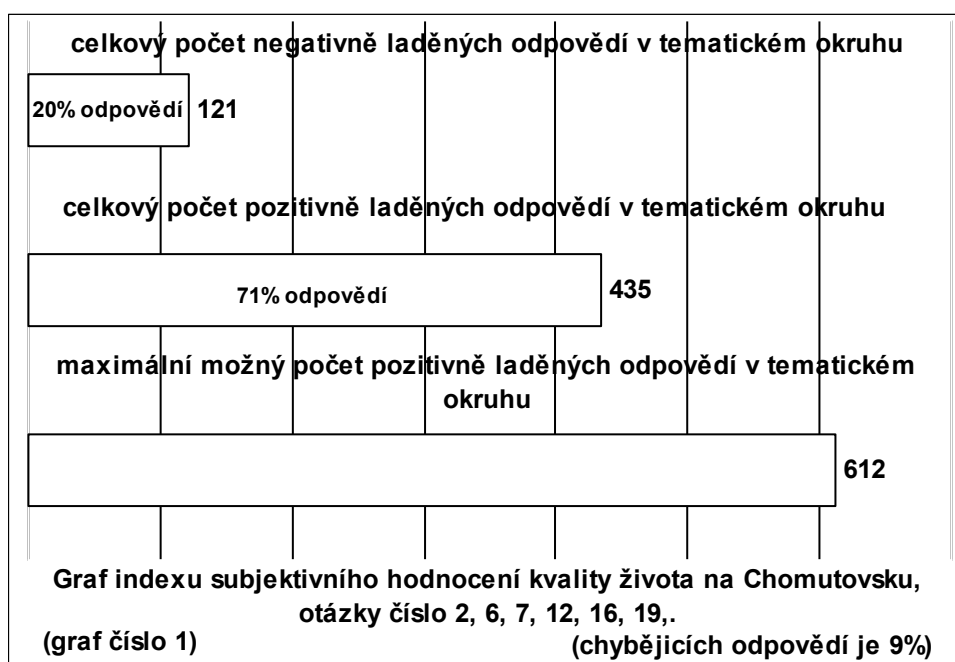 celkový počet negativně laděných odpovědí v tematickém okruhu
20% odpovědí 121
celkový počet pozitivně laděných odpovědí v tematickém okruhu
71% odpovědí 435
maximální možný počet pozitivně laděných odpovědí v tematickém
okruhu
612
Graf indexu subjektivního hodnocení kvality života na Chomutovsku,
otázky číslo 2, 6, 7, 12, 16, 19,.
(graf číslo 1) (chybějicích odpovědí je 9%)